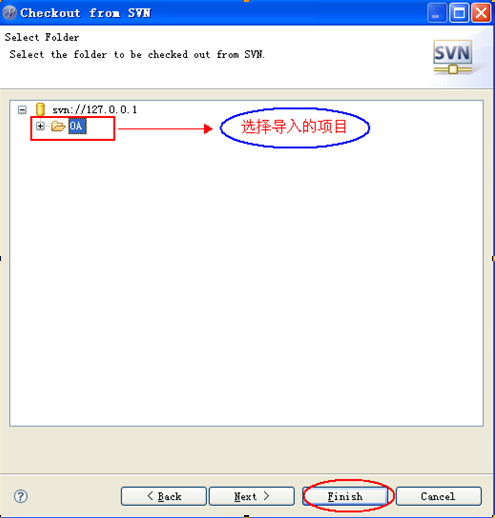 Checkout from SVN
Select Folder
Select the folder to be checked out from SVN.
SVN
svn://127.0.0.1
OA
选择导入的项目
?
< Back
Next >
Finish
Cancel